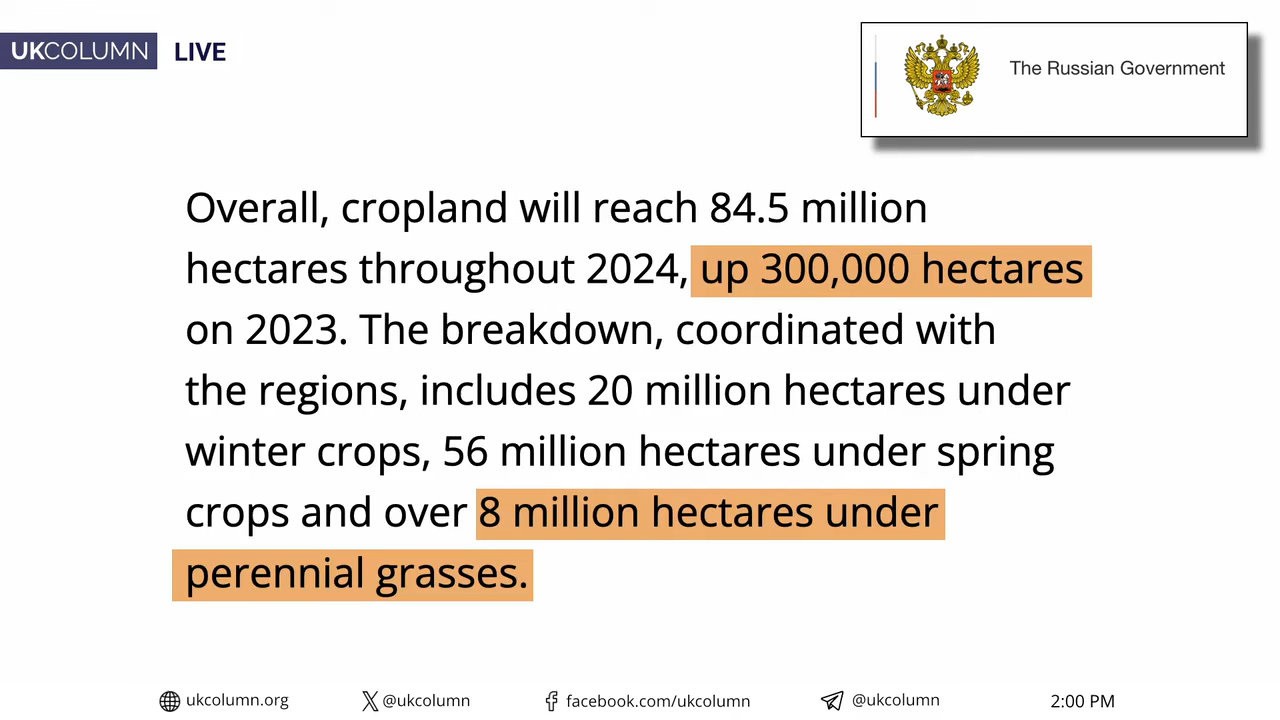 UKCOLUMN LIVE
The Russian Government
Overall, cropland will reach 84.5 million
hectares throughout 2024, up 300,000 hectares
on 2023. The breakdown, coordinated with
the regions, includes 20 million hectares under
winter crops, 56 million hectares under spring
crops and over 8 million hectares under
perennial grasses.
ukcolumn.org @ukcolumn facebook.com/ukcolumn @ukcolumn 2:00 PM